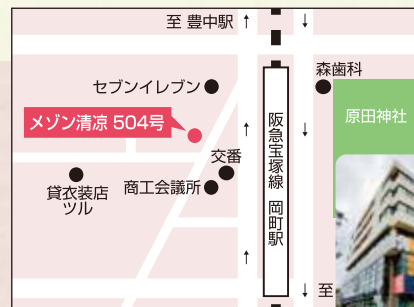 至 豊中駅 ↑ ↓
セブンイレブン
森歯科
メゾン清凉 504号
原田神社
阪急宝塚線 岡町駅
↑ ↓
交番
貸衣装店
ツル
商工会議所
↑ ↓
至